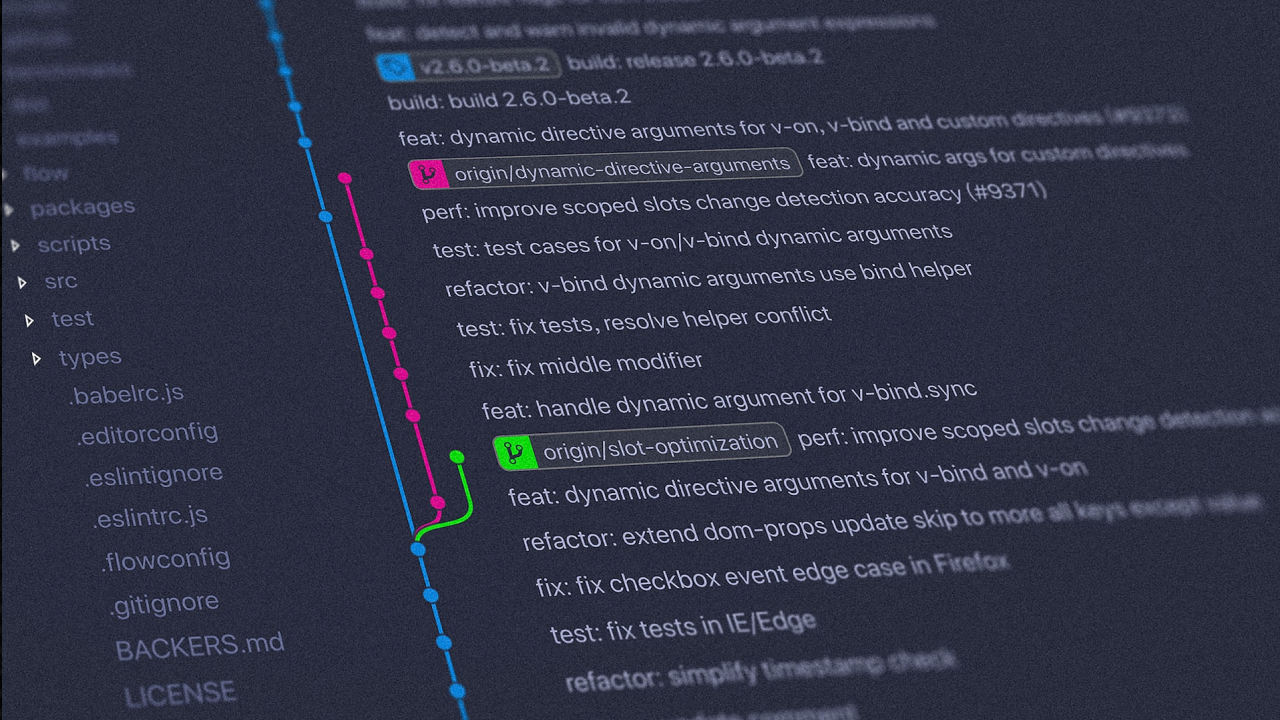 flow
packages
scripts
src
test
types
.babelrc.js
.editorconfig
.eslintignore
.eslintrc.js
.flowconfig
.gitignore
BACKERS.md
LICENSE
feat: detect and warn invalid dynamic argument expressions
v2.6.0-beta.2 build: release 2.6.0-beta.2
build: build 2.6.0-beta.2
feat: dynamic directive arguments for v-on, v-bind and custom directives (#9373)
origin/dynamic-directive-arguments feat: dynamic args for custom directives
perf: improve scoped slots change detection accuracy (#9371)
test: test cases for v-on/v-bind dynamic arguments
refactor: v-bind dynamic arguments use bind helper
test: fix tests, resolve helper conflict
fix: fix middle modifier
feat: handle dynamic argument for v-bind.sync
origin/slot-optimization perf: improve scoped slots change detection
feat: dynamic directive arguments for v-bind and v-on
refactor: extend dom-props update skip to more all keys except value
fix: fix checkbox event edge case in Firefox
test: fix tests in IE/Edge
refactor: simplify timestamp check